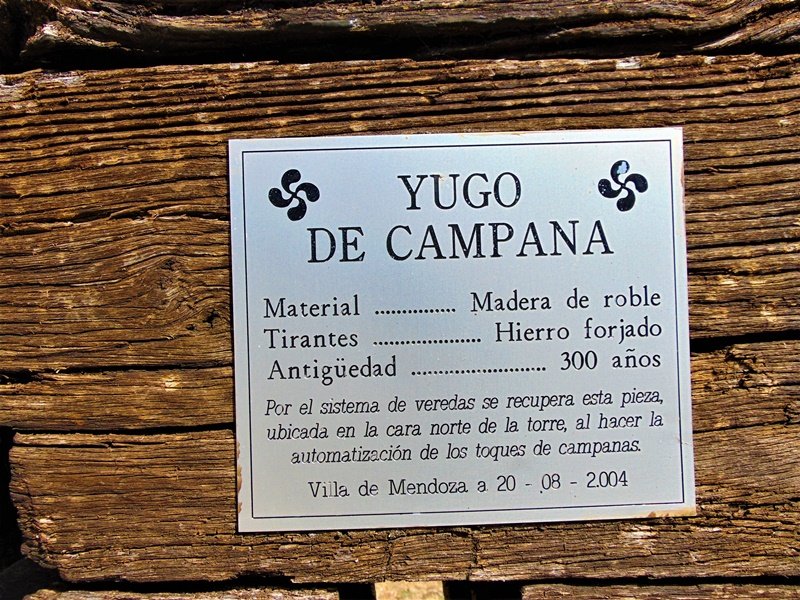 YUGO
DE CAMPANA
Material ............... Madera de roble
Tirantes .................... Hierro forjado
Antigüedad ......................... 300 años
Por el sistema de veredas se recupera esta pieza,
ubicada en la cara norte de la torre, al hacer la
automatización de los toques de campanas.
Villa de Mendoza a 20 - 08 - 2.004